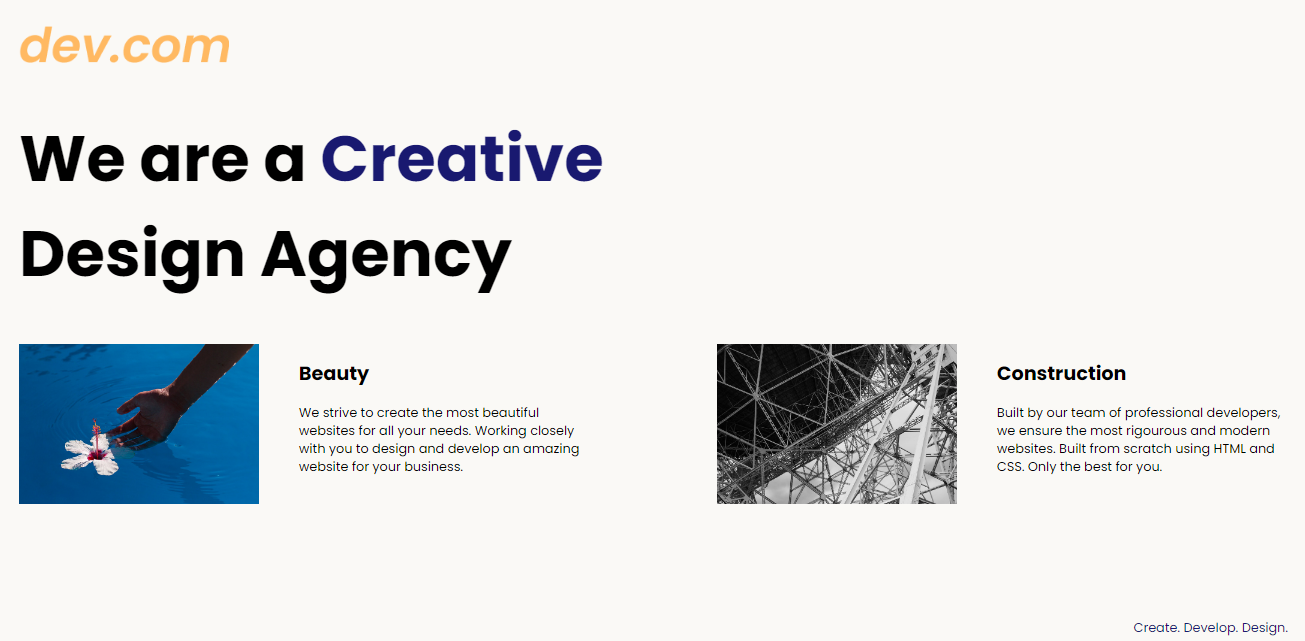 dev.com
We are a Creative
Design Agency
Beauty
We strive to create the most beautiful
websites for all your needs. Working closely
with you to design and develop an amazing
website for your business.
Construction
Built by our team of professional developers,
we ensure the most rigourous and modern
websites. Built from scratch using HTML and
CSS. Only the best for you.
Create. Develop. Design.